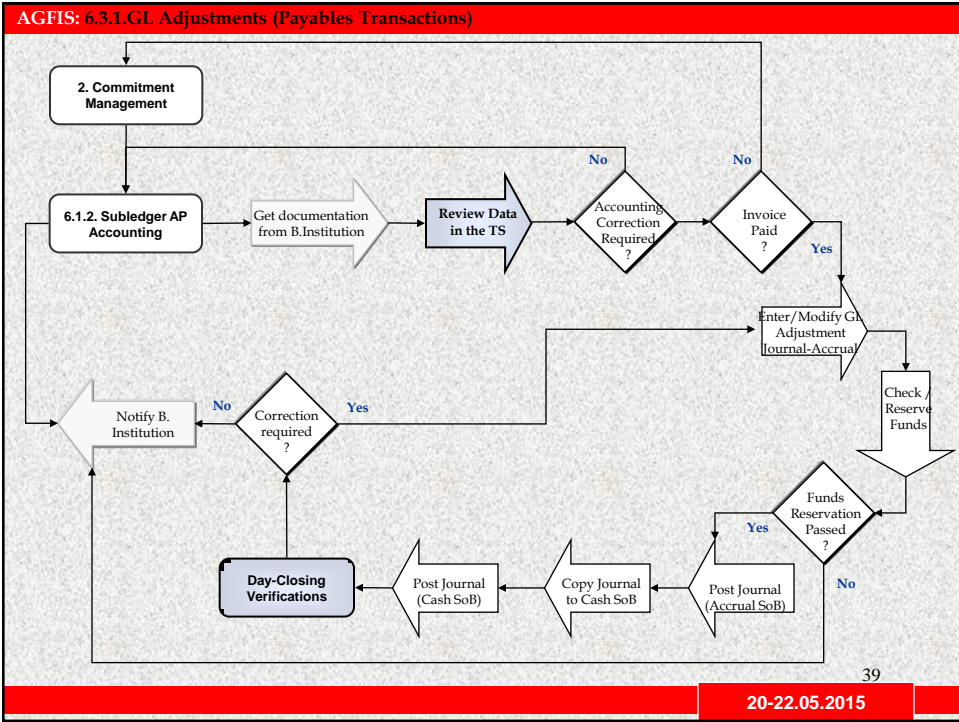 AGFIS: 6.3.1.GL Adjustments (Payables Transactions)
2. Commitment
Management
No
No
6.1.2. Subledger AP
Accounting
Get documentation
from B.Institution
Review Data
in the TS
Accounting
Correction
Required
?
Invoice
Paid
?
Yes
Enter/Modify GL
Adjustment
Journal-Accrual
Check /
Reserve
Funds
Notify B.
Institution
No
Correction
required
?
Yes
Funds
Reservation
Passed
?
Yes
No
Day-Closing
Verifications
Post Journal
(Cash SoB)
Copy Journal
to Cash SoB
Post Journal
(Accrual SoB)
39
20-22.05.2015